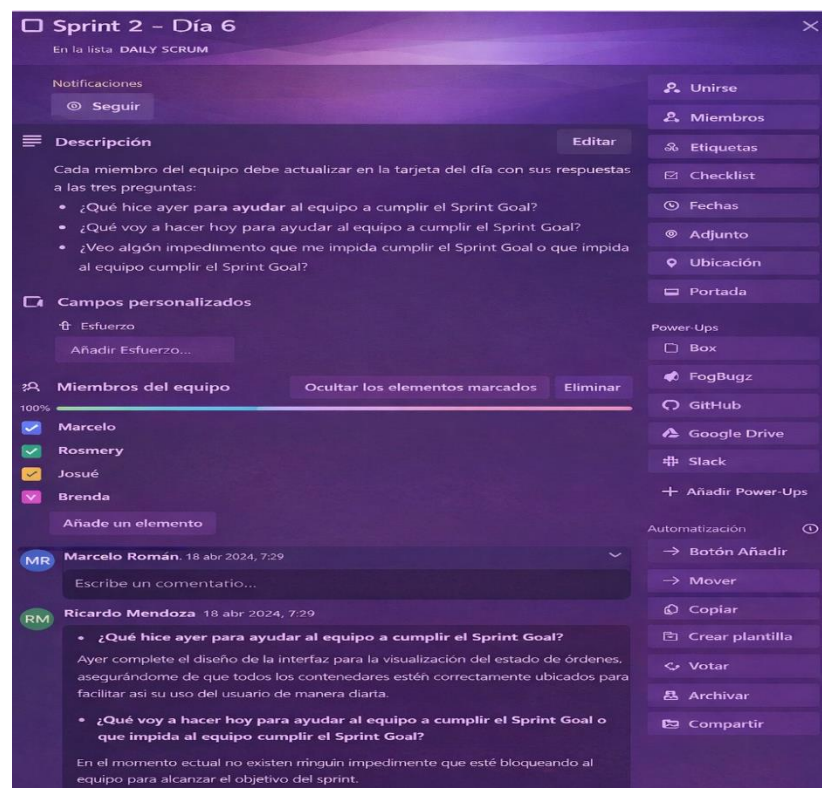 Sprint 2 – Día 6
En la lista DAILY SCRUM
Notificaciones
Seguir
Descripción
Editar
Cada miembro del equipo debe actualizar en la tarjeta del dfa con sus respuestas
a las tres preguntas:
• ¿Qué hice ayer para ayudar al equipo a cumplir el Sprint Goal?
• ¿Qué voy a hacer hoy para ayudar al equipo a cumplir el Sprint Goal?
• ¿Veo algón impedimento que me impida cumplir el Sprint Goal o que impida
al equipo cumplir el Sprint Goal?
Campos personalizados
Esfuerzo
Añadir Esfuerzo...
Miembros del equipo
Ocultar los elementos marcados
Eliminar
100%
Marcelo
Rosmery
Josué
Brenda
Añade un elemento
MR
Marcelo Román. 18 abr 2024, 7:29
Escribe un comentatio...
RM
Ricardo Mendoza 18 abr 2024, 7:29
• ¿Qué hice ayer para ayudar al equipo a cumplir el Sprint Goal?
Ayer complete el diseño de la interfaz para la visualización del estado de órdenes,
asegurándome de que todos los contenedares estéñ correctamente ubicados para
facilitar asi su uso del usuario de manera diarta.
• ¿Qué voy a hacer hoy para ayudar al equipo a cumplir el Sprint Goal o
que impida al equipo cumplir el Sprint Goal?
En el momento ectual no existen rninguin impedimente que esté bloqueando al
equipo para alcanzar el objetivo del sprint.
Unirse
Miembros
Etiquetas
Checklist
Fechas
Adjunto
Ubicación
Portada
Power-Ups
Box
FogBugz
GitHub
Google Drive
Slack
+ Añadir Power-Ups
Automatización
→ Botón Añadir
→ Mover
Copiar
Crear plantilla
Votar
Archivar
Compartir